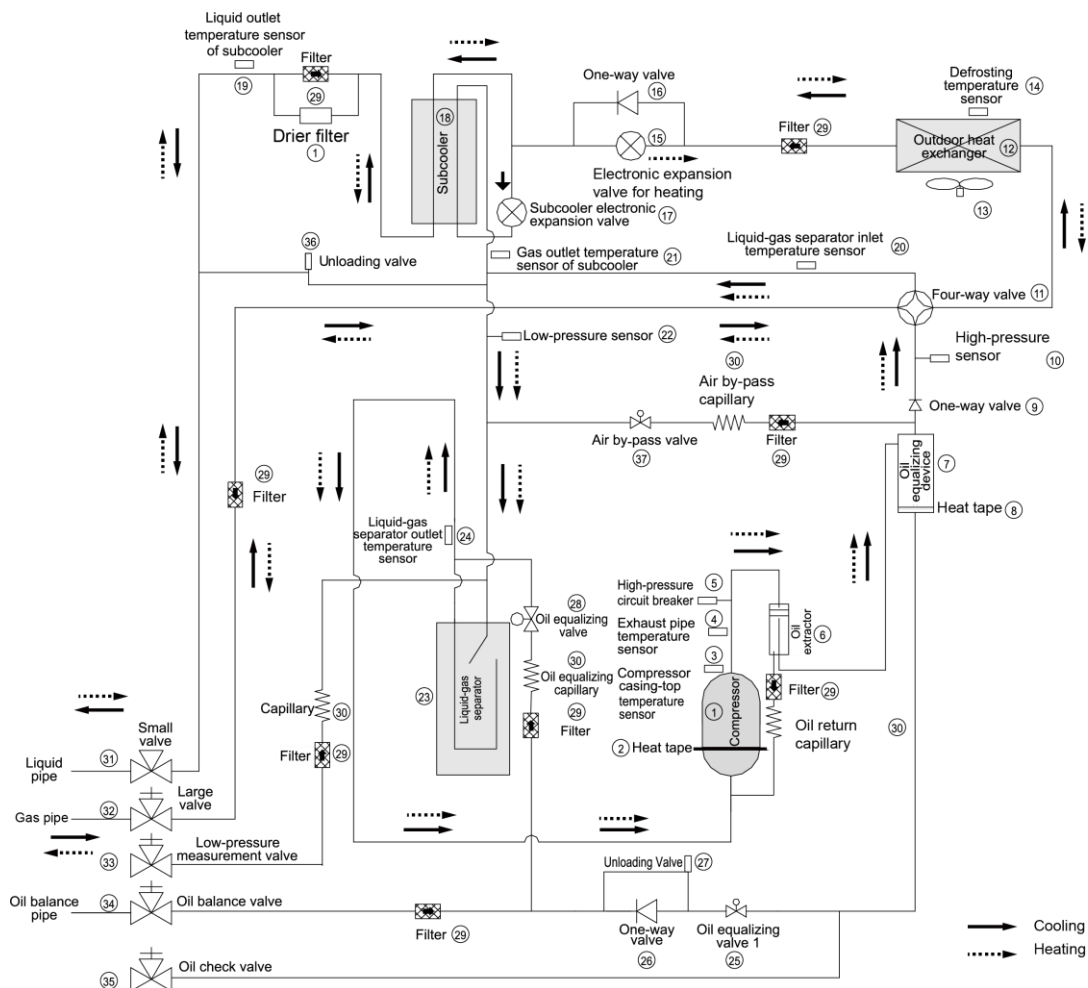 Liquid outlet
temperature sensor
of subcooler
19
Filter
29
Drier filter
1
18
Subcooler
One-way valve
16
15
Electronic expansion
valve for heating
Filter 29
Defrosting
temperature
sensor
14
Outdoor heat
exchanger
12
13
Subcooler electronic
expansion valve
17
36
Unloading valve
Gas outlet temperature
sensor of subcooler
21
Liquid-gas separator inlet
temperature sensor
20
Four-way valve 11
Low-pressure sensor 22
High-pressure
sensor
10
30
Air by-pass
capillary
One-way valve 9
Air by-pass valve
37
Filter
29
Oil
equalizing
device
7
Heat tape 8
29
Filter
Liquid-gas
separator outlet
temperature
sensor
24
High-pressure
circuit breaker
5
4
Exhaust pipe
temperature
sensor
3
Compressor
casing-top
temperature
sensor
Oil
extractor
6
28
Oil equalizing
valve
30
Oil equalizing
capillary
29
Filter
23
Liquid-gas
separator
1
Compressor
Filter 29
Oil return
capillary
30
2 Heat tape
Capillary
30
Filter
29
Small
valve
31
Liquid
pipe
32
Large
valve
Gas pipe
33
Low-pressure
measurement valve
34
Oil balance
pipe
Oil balance valve
Filter 29
Unloading Valve
27
One-way
valve
26
Oil equalizing
valve 1
25
Oil check valve
35
Cooling
Heating